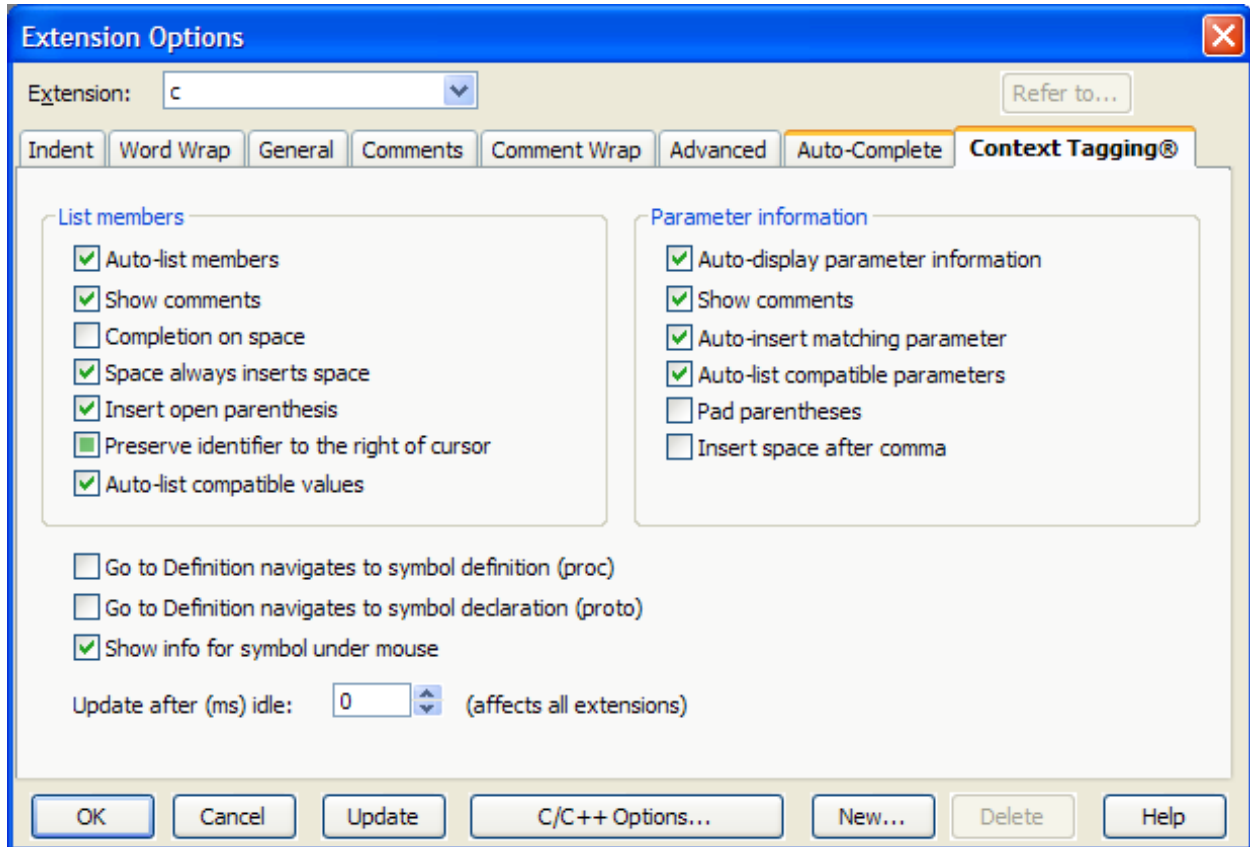 Extension Options
Extension: c Refer to...
Indent Word Wrap General Comments Comment Wrap Advanced Auto-Complete Context Tagging®
List members
Auto-list members
Show comments
Completion on space
Space always inserts space
Insert open parenthesis
Preserve identifier to the right of cursor
Auto-list compatible values
Parameter information
Auto-display parameter information
Show comments
Auto-insert matching parameter
Auto-list compatible parameters
Pad parentheses
Insert space after comma
Go to Definition navigates to symbol definition (proc)
Go to Definition navigates to symbol declaration (proto)
Show info for symbol under mouse
Update after (ms) idle: 0 (affects all extensions)
OK Cancel Update C/C++ Options... New... Delete Help